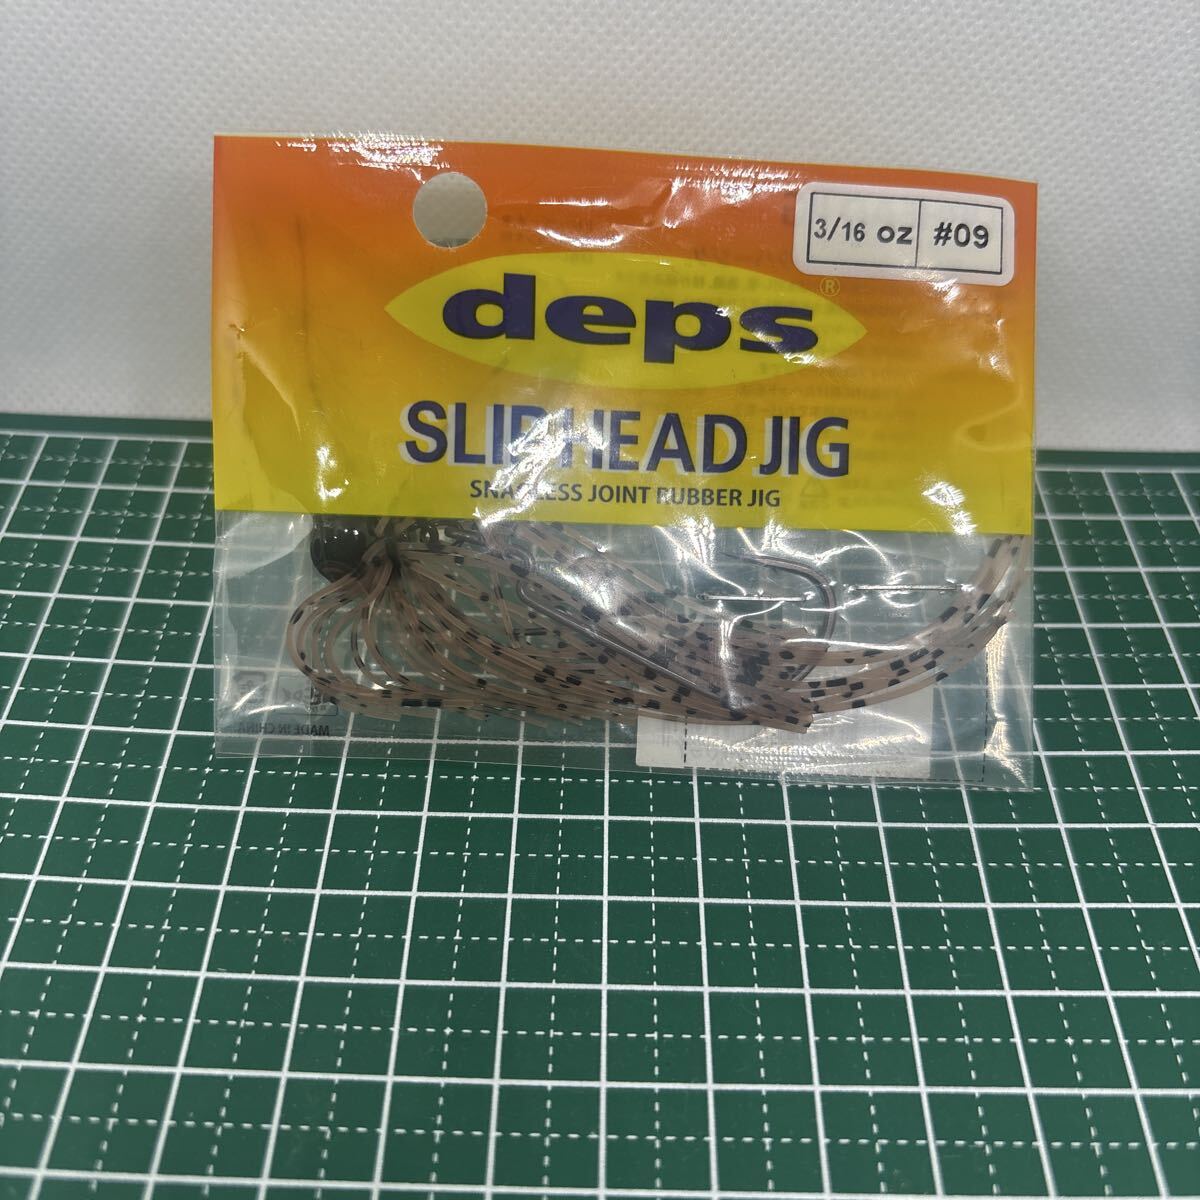 3/16 oz #09
deps®
SLIPHEAD JIG
SNAGLESS JOINT RUBBER JIG
MADE IN CHINA